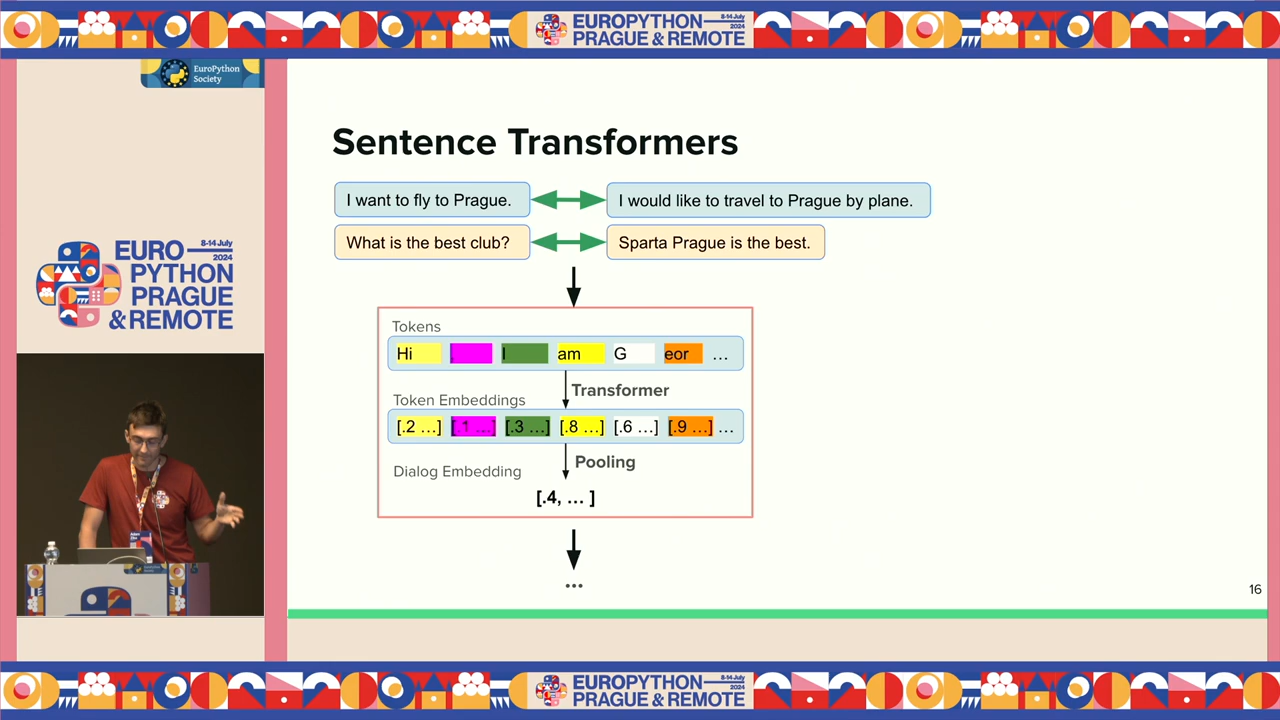 EUROPYTHON
8-14 July
2024
PRAGUE & REMOTE
EuroPython
Society
EURO
8-14 July
2024
PYTHON
PRAGUE
& REMOTE
Sentence Transformers
I want to fly to Prague.
I would like to travel to Prague by plane.
What is the best club?
Sparta Prague is the best.
Tokens
Hi , I am G eor ...
Transformer
Token Embeddings
[.2 ...] [.1 ...] [.3 ...] [.8 ...] [.6 ...] [.9 ...] ...
Pooling
Dialog Embedding
[.4, ... ]
...
16
EUROPYTHON
8-14 July
2024
PRAGUE & REMOTE